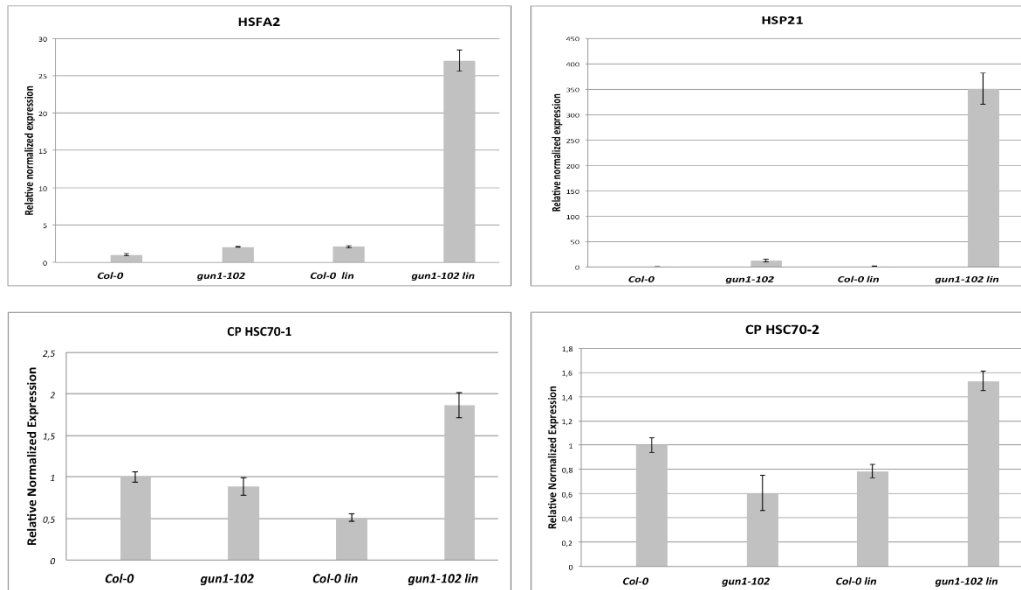 HSFA2
Relative normalized expression
30
25
20
15
10
5
0
Col-0 gun1-102 Col-0 lin gun1-102 lin
HSP21
Relative normalized expression
450
400
350
300
250
200
150
100
50
0
Col-0 gun1-102 Col-0 lin gun1-102 lin
CP HSC70-1
Relative Normalized Expression
2,5
2
1,5
1
0,5
0
Col-0 gun1-102 Col-0 lin gun1-102 lin
CP HSC70-2
Relative Normalized Expression
1,8
1,6
1,4
1,2
1
0,8
0,6
0,4
0,2
0
Col-0 gun1-102 Col-0 lin gun1-102 lin